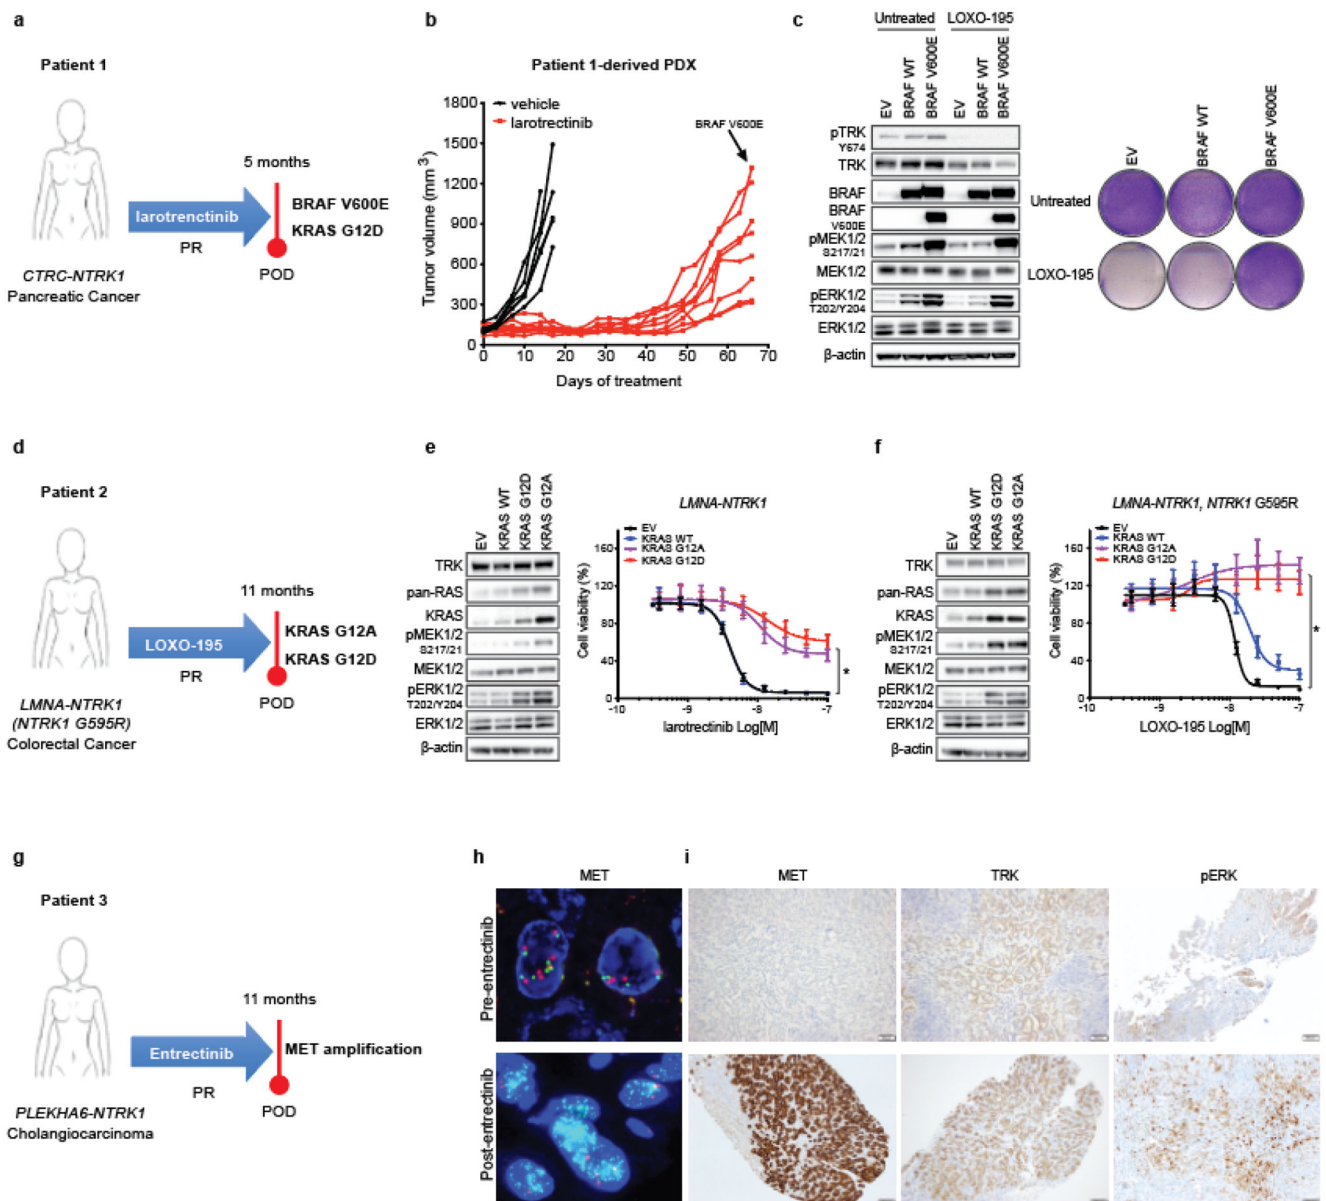 a
Patient 1
larotrenctinib
PR
5 months
BRAF V600E
KRAS G12D
POD
CTRC-NTRK1
Pancreatic Cancer
b
Patient 1-derived PDX
Tumor volume (mm 3)
1800
1500
1200
900
600
300
0
vehicle
larotrectinib
BRAF V600E
0 10 20 30 40 50 60 70
Days of treatment
c
Untreated LOXO-195
EV
BRAF WT
BRAF V600E
EV
BRAF WT
BRAF V600E
pTRK
Y674
TRK
BRAF
BRAF
V600E
pMEK1/2
S217/21
MEK1/2
pERK1/2
T202/Y204
ERK1/2
β-actin
EV
BRAF WT
BRAF V600E
Untreated
LOXO-195
d
Patient 2
LOXO-195
PR
11 months
KRAS G12A
KRAS G12D
POD
LMNA-NTRK1
(NTRK1 G595R)
Colorectal Cancer
e
EV
KRAS WT
KRAS G12D
KRAS G12A
TRK
pan-RAS
KRAS
pMEK1/2
S217/21
MEK1/2
pERK1/2
T202/Y204
ERK1/2
β-actin
LMNA-NTRK1
EV
KRAS WT
KRAS G12A
KRAS G12D
Cell viability (%)
160
120
80
40
0
-10 -9 -8 -7
*
larotrectinib Log[M]
f
EV
KRAS WT
KRAS G12D
KRAS G12A
TRK
pan-RAS
KRAS
pMEK1/2
S217/21
MEK1/2
pERK1/2
T202/Y204
ERK1/2
β-actin
LMNA-NTRK1, NTRK1 G595R
EV
KRAS WT
KRAS G12A
KRAS G12D
Cell viability (%)
160
120
80
40
0
-10 -9 -8 -7
*
LOXO-195 Log[M]
g
Patient 3
Entrectinib
PR
11 months
MET amplification
POD
PLEKHA6-NTRK1
Cholangiocarcinoma
h
MET
i
MET TRK pERK
Pre-entrectinib
Post-entrectinib